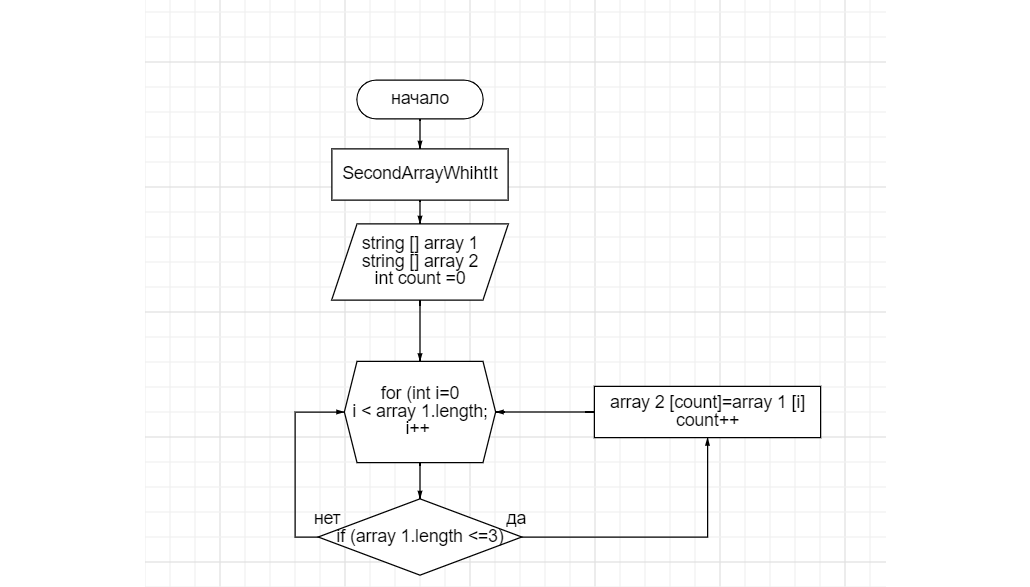 начало
SecondArrayWhihtIt
string [] array 1
string [] array 2
int count =0
for (int i=0
i < array 1.length;
i++
array 2 [count]=array 1 [i]
count++
нет
да
if (array 1.length <=3)